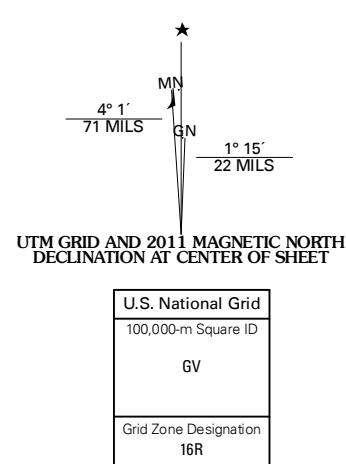 MN
4° 1´
71 MILS
GN
1° 15´
22 MILS
UTM GRID AND 2011 MAGNETIC NORTH
DECLINATION AT CENTER OF SHEET
U.S. National Grid
100,000-m Square ID
GV
Grid Zone Designation
16R